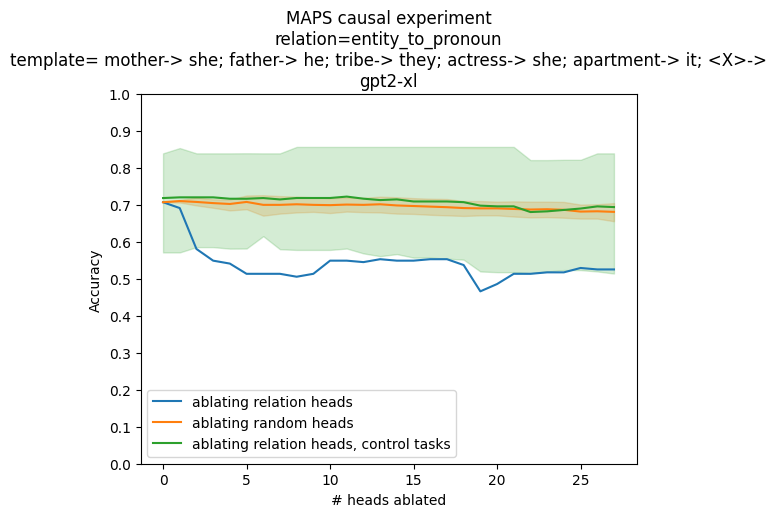 MAPS causal experiment
relation=entity_to_pronoun
template= mother-> she; father-> he; tribe-> they; actress-> she; apartment-> it; <X>->
gpt2-xl
1.0
0.9
0.8
0.7
0.6
0.5
0.4
0.3
0.2
0.1
0.0
Accuracy
ablating relation heads
ablating random heads
ablating relation heads, control tasks
0 5 10 15 20 25
# heads ablated